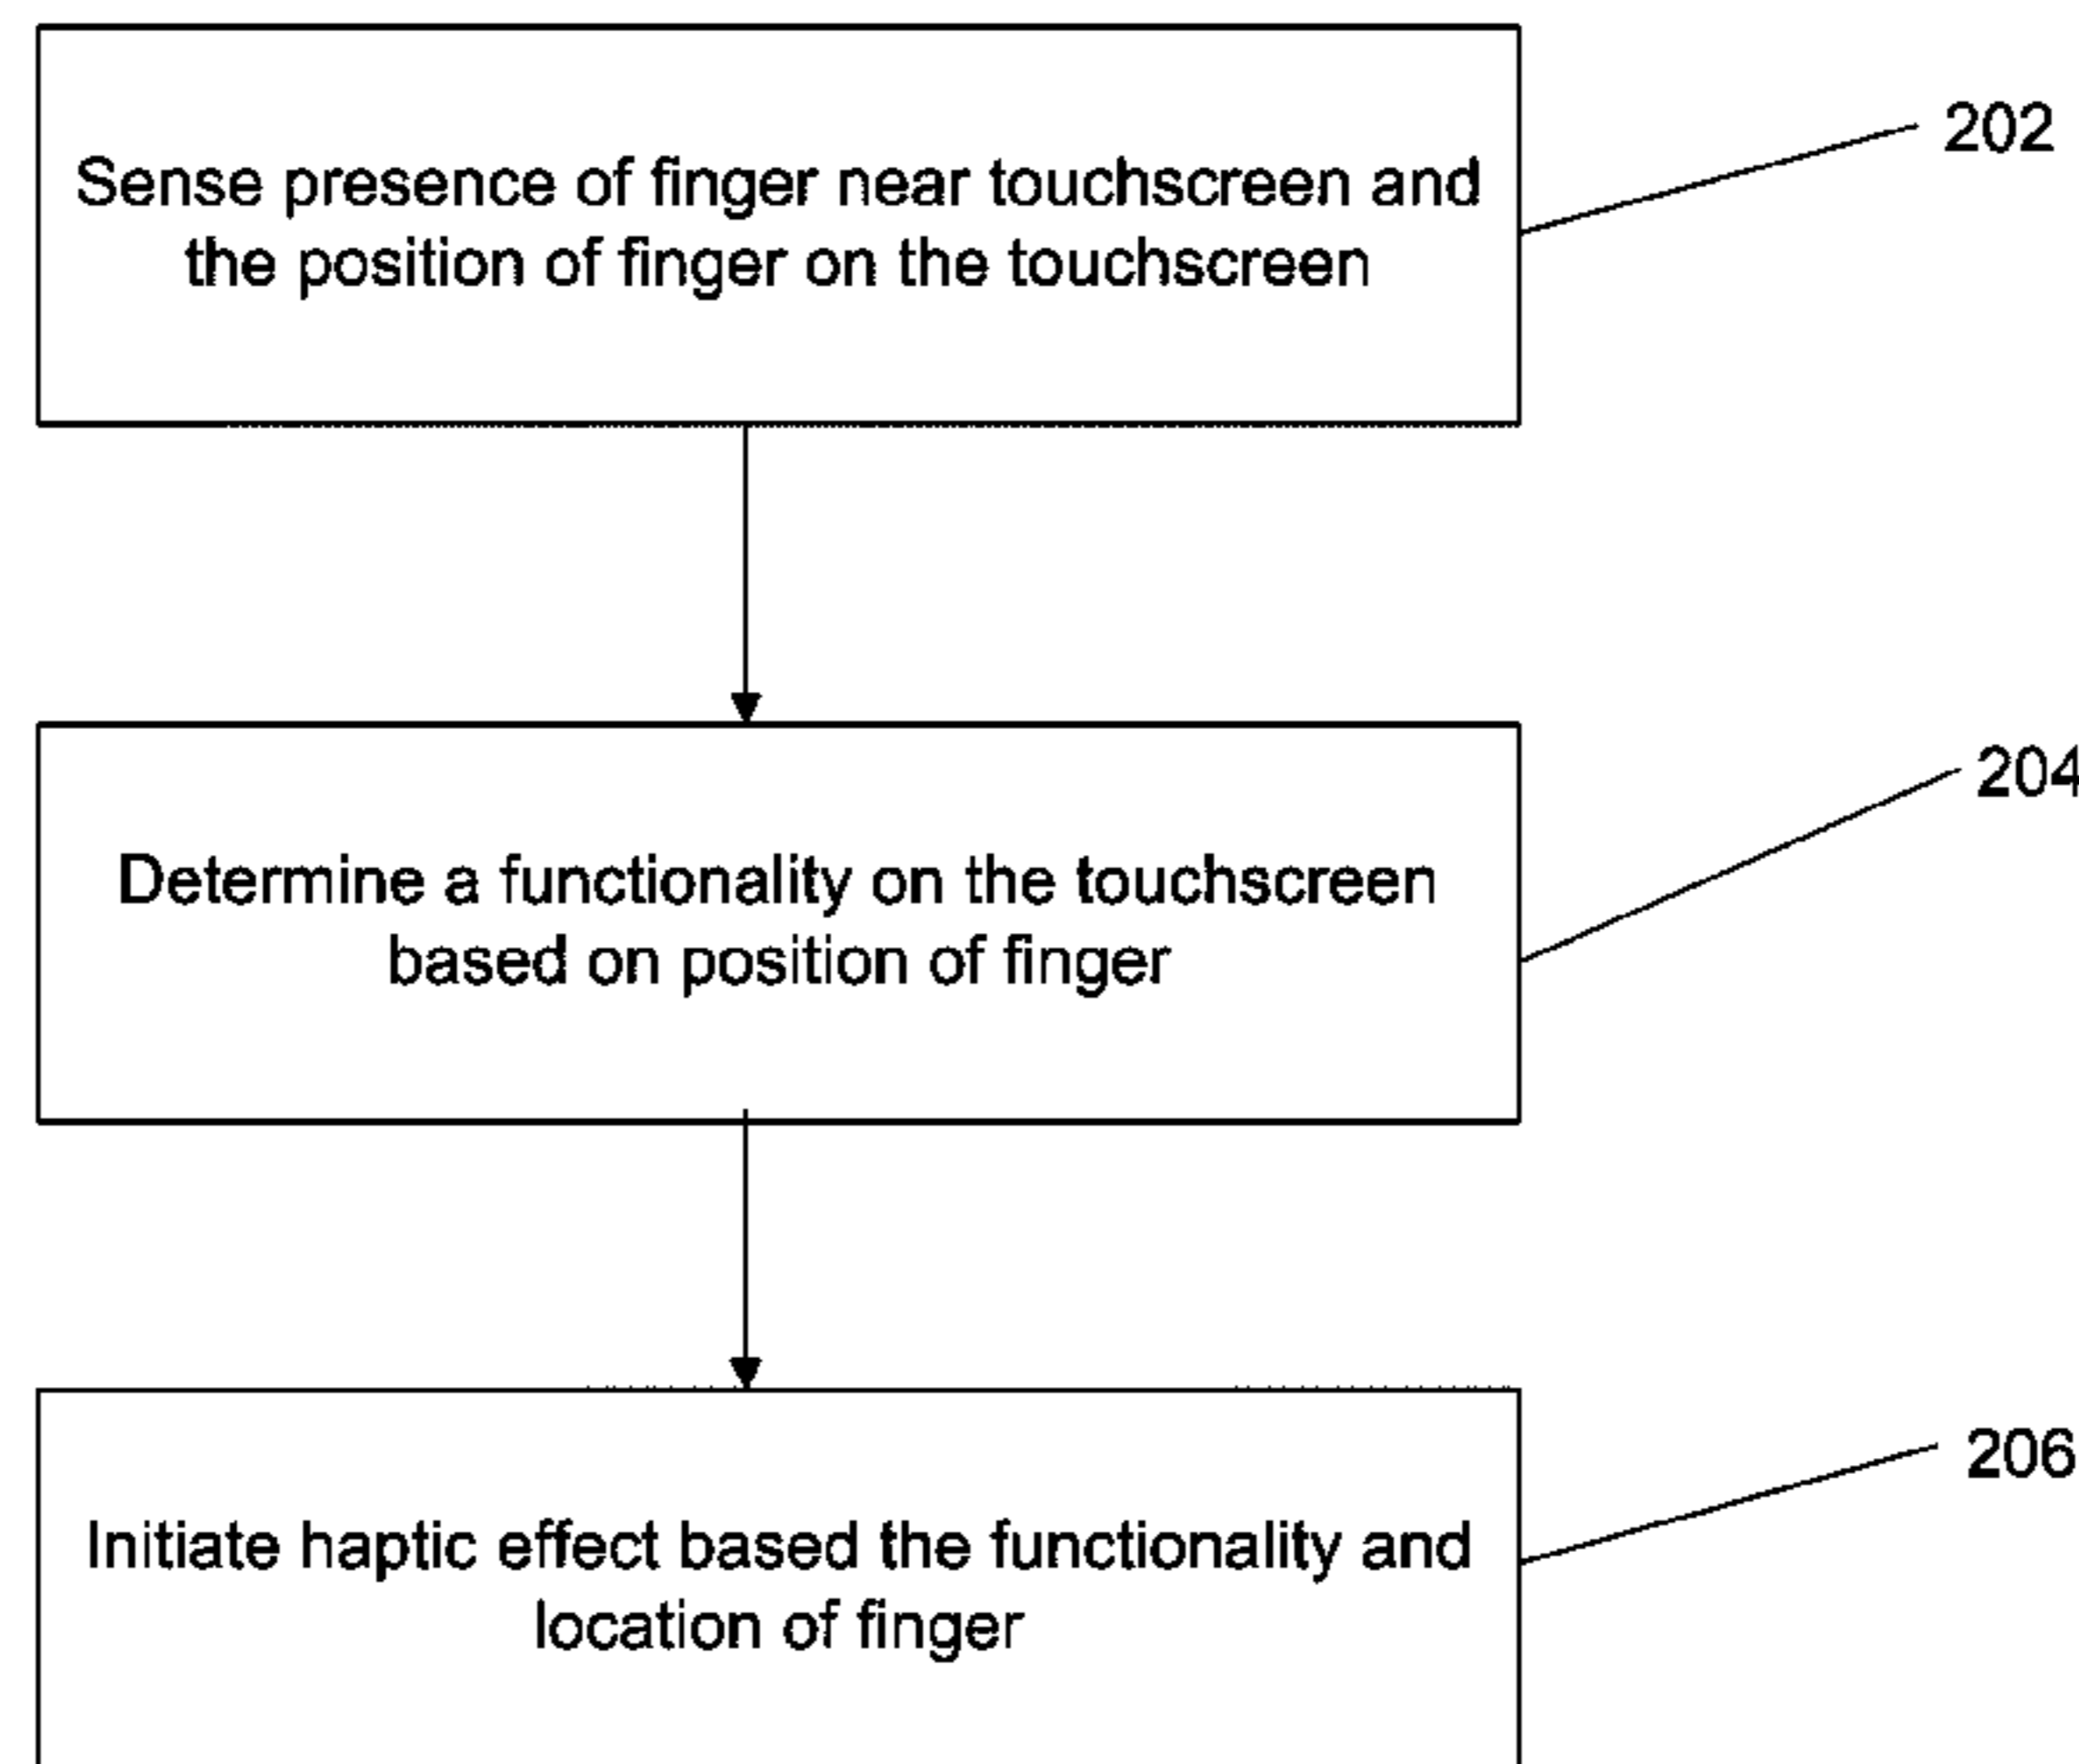 Sense presence of finger near touchscreen and
the position of finger on the touchscreen
202
Determine a functionality on the touchscreen
based on position of finger
204
Initiate haptic effect based the functionality and
location of finger
206